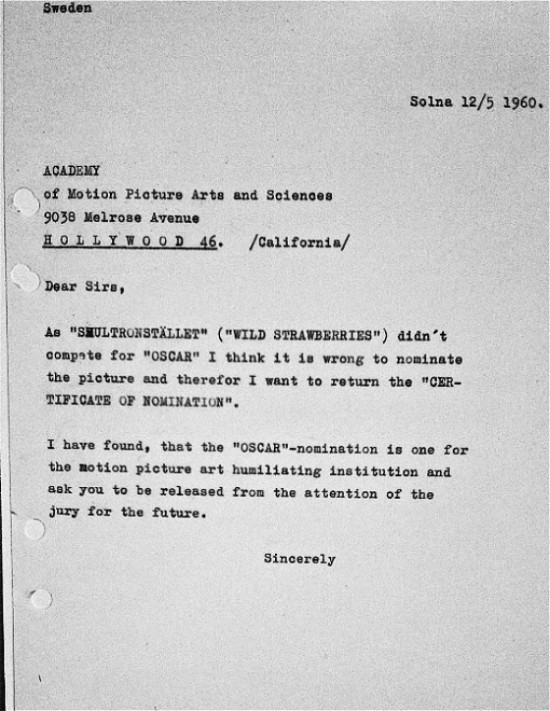 Sweden
Solna 12/5 1960.
ACADEMY
of Motion Picture Arts and Sciences
9038 Melrose Avenue
H O L L Y W O O D 46. /California/
Dear Sirs,
As "SMULTRONSTÄLLET" ("WILD STRAWBERRIES") didn´t
compete for "OSCAR" I think it is wrong to nominate
the picture and therefor I want to return the "CER-
TIFICATE OF NOMINATION".
I have found, that the "OSCAR"-nomination is one for
the motion picture art humiliating institution and
ask you to be released from the attention of the
jury for the future.
Sincerely